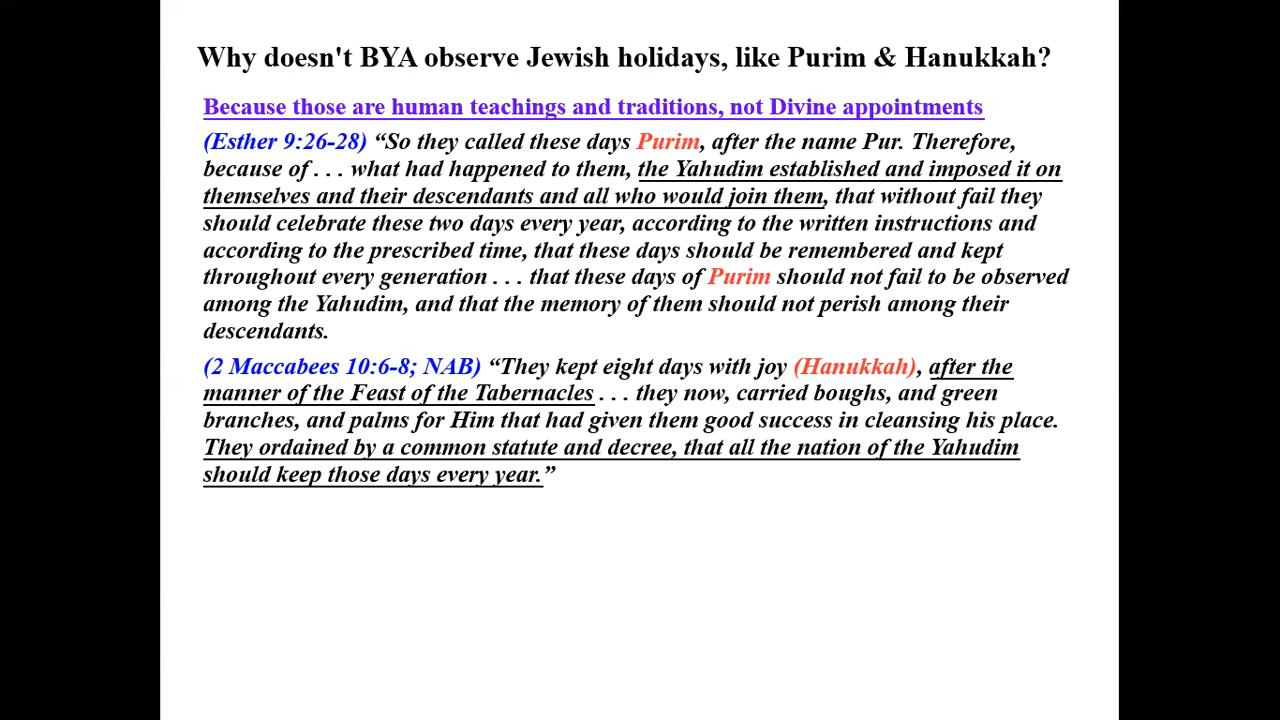 Why doesn't BYA observe Jewish holidays, like Purim & Hanukkah?
Because those are human teachings and traditions, not Divine appointments
(Esther 9:26-28) “So they called these days Purim, after the name Pur. Therefore,
because of . . . what had happened to them, the Yahudim established and imposed it on
themselves and their descendants and all who would join them, that without fail they
should celebrate these two days every year, according to the written instructions and
according to the prescribed time, that these days should be remembered and kept
throughout every generation . . . that these days of Purim should not fail to be observed
among the Yahudim, and that the memory of them should not perish among their
descendants.
(2 Maccabees 10:6-8; NAB) “They kept eight days with joy (Hanukkah), after the
manner of the Feast of the Tabernacles . . . they now, carried boughs, and green
branches, and palms for Him that had given them good success in cleansing his place.
They ordained by a common statute and decree, that all the nation of the Yahudim
should keep those days every year.”